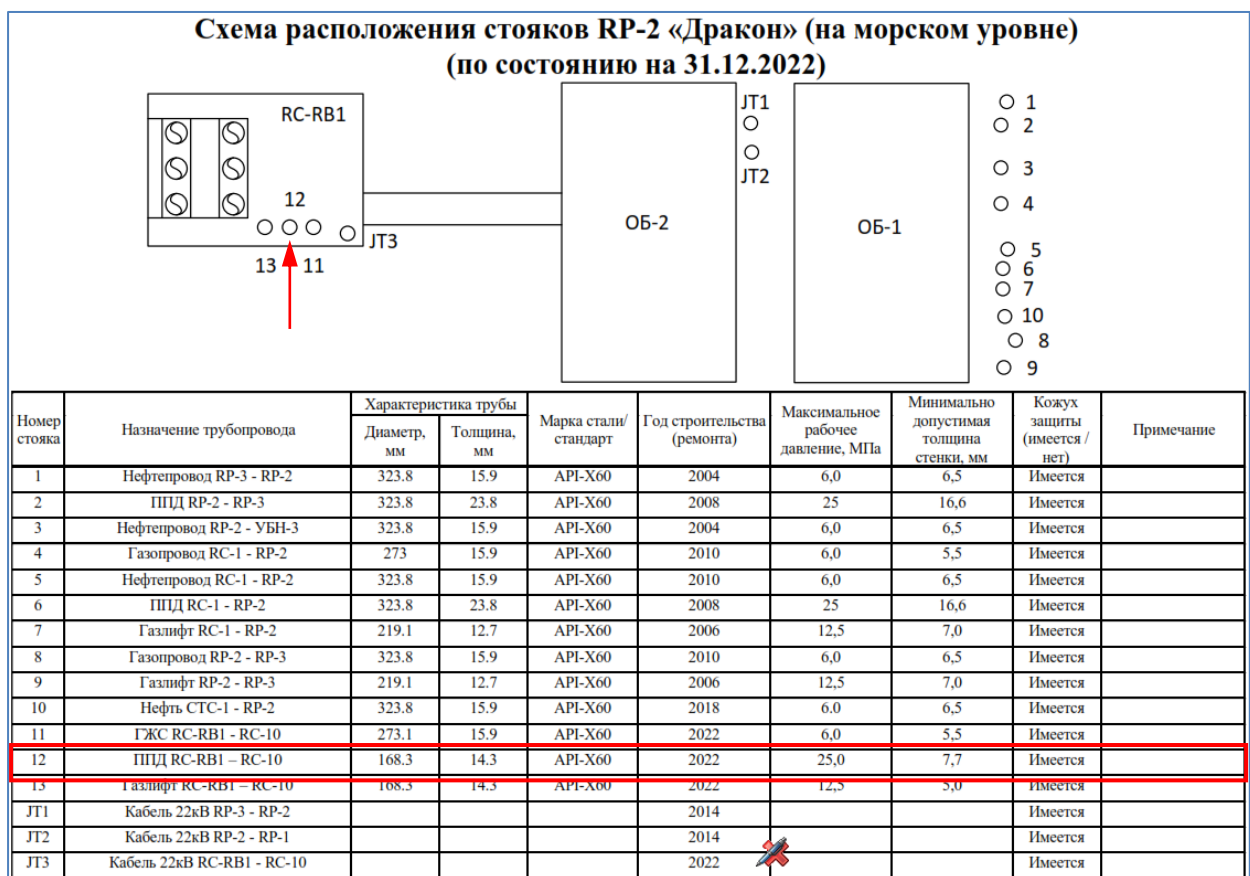 Схема расположения стояков RP-2 «Дракон» (на морском уровне)
(по состоянию на 31.12.2022)
RC-RB1
12
13 11
JT3
ОБ-2
JT1
JT2
ОБ-1
1
2
3
4
5
6
7
10
8
9
Номер стояка Назначение трубопровода Характеристика трубы Марка стали/ стандарт Год строительства (ремонта) Максимальное рабочее давление, МПа Минимально допустимая толщина стенки, мм Кожух защиты (имеется / нет) Примечание
Диаметр, мм Толщина, мм
1 Нефтепровод RP-3 - RP-2 323.8 15.9 API-X60 2004 6,0 6,5 Имеется
2 ППД RP-2 - RP-3 323.8 23.8 API-X60 2008 25 16,6 Имеется
3 Нефтепровод RP-2 - УБН-3 323.8 15.9 API-X60 2004 6,0 6,5 Имеется
4 Газопровод RC-1 - RP-2 273 15.9 API-X60 2010 6,0 5,5 Имеется
5 Нефтепровод RC-1 - RP-2 323.8 15.9 API-X60 2010 6,0 6,5 Имеется
6 ППД RC-1 - RP-2 323.8 23.8 API-X60 2008 25 16,6 Имеется
7 Газлифт RC-1 - RP-2 219.1 12.7 API-X60 2006 12,5 7,0 Имеется
8 Газопровод RP-2 - RP-3 323.8 15.9 API-X60 2010 6,0 6,5 Имеется
9 Газлифт RP-2 - RP-3 219.1 12.7 API-X60 2006 12,5 7,0 Имеется
10 Нефть СТС-1 - RP-2 323.8 15.9 API-X60 2018 6.0 6,5 Имеется
11 ГЖС RC-RB1 - RC-10 273.1 15.9 API-X60 2022 6,0 5,5 Имеется
12 ППД RC-RB1 – RC-10 168.3 14.3 API-X60 2022 25,0 7,7 Имеется
13 Газлифт RC-RB1 – RC-10 168.3 14.3 API-X60 2022 12,5 5,0 Имеется
JT1 Кабель 22кВ RP-3 - RP-2 2014 Имеется
JT2 Кабель 22кВ RP-2 - RP-1 2014 Имеется
JT3 Кабель 22кВ RC-RB1 - RC-10 2022 Имеется